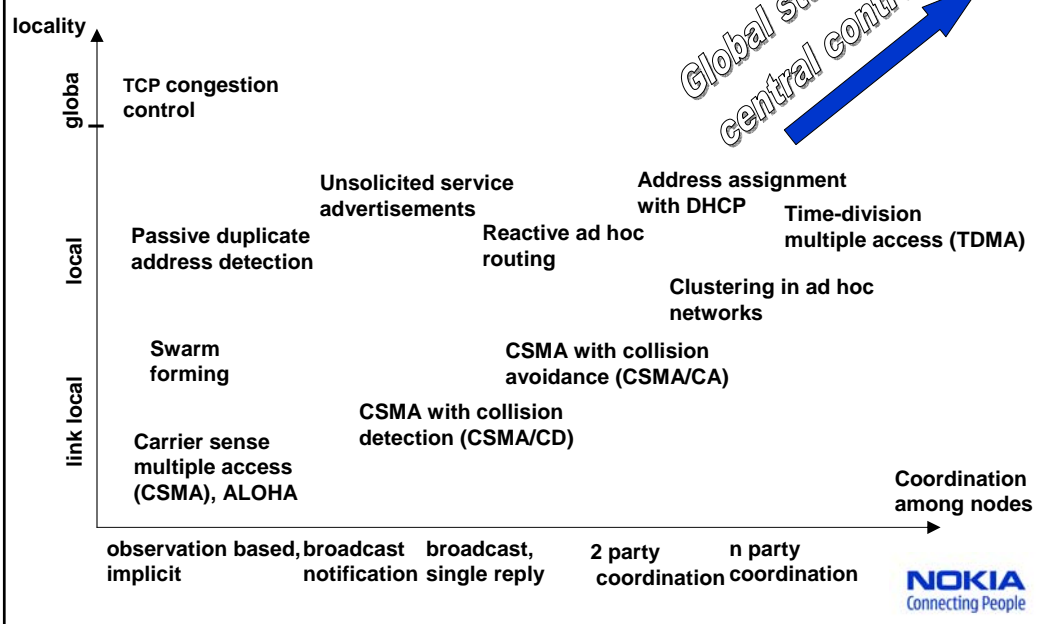 locality
Global
central
globa
TCP congestion
control
Unsolicited service
advertisements
Address assignment
with DHCP
Time-division
multiple access (TDMA)
Passive duplicate
address detection
Reactive ad hoc
routing
local
Clustering in ad hoc
networks
Swarm
forming
CSMA with collision
avoidance (CSMA/CA)
link local
CSMA with collision
detection (CSMA/CD)
Carrier sense
multiple access
(CSMA), ALOHA
Coordination
among nodes
observation based,
implicit
broadcast
notification
broadcast,
single reply
2 party
coordination
n party
coordination
NOKIA
Connecting People